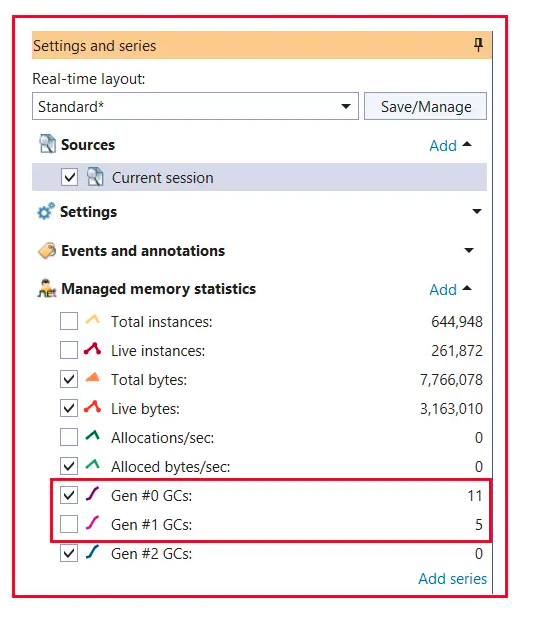 Settings and series
Real-time layout:
Standard* Save/Manage
Sources Add
Current session
Settings
Events and annotations
Managed memory statistics Add
Total instances: 644,948
Live instances: 261,872
Total bytes: 7,766,078
Live bytes: 3,163,010
Allocations/sec: 0
Alloced bytes/sec: 0
Gen #0 GCs: 11
Gen #1 GCs: 5
Gen #2 GCs: 0
Add series